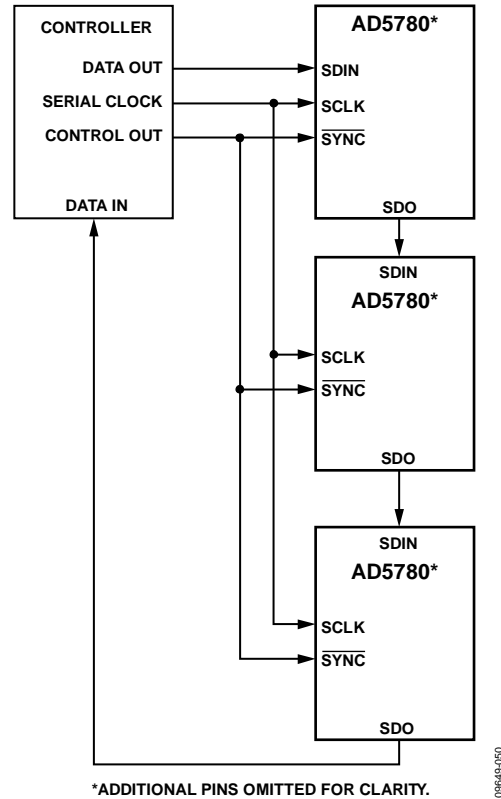 CONTROLLER
DATA OUT
SERIAL CLOCK
CONTROL OUT
DATA IN
AD5780*
SDIN
SCLK
SYNC
SDO
SDIN
AD5780*
SCLK
SYNC
SDO
SDIN
AD5780*
SCLK
SYNC
SDO
*ADDITIONAL PINS OMITTED FOR CLARITY.
09649-050